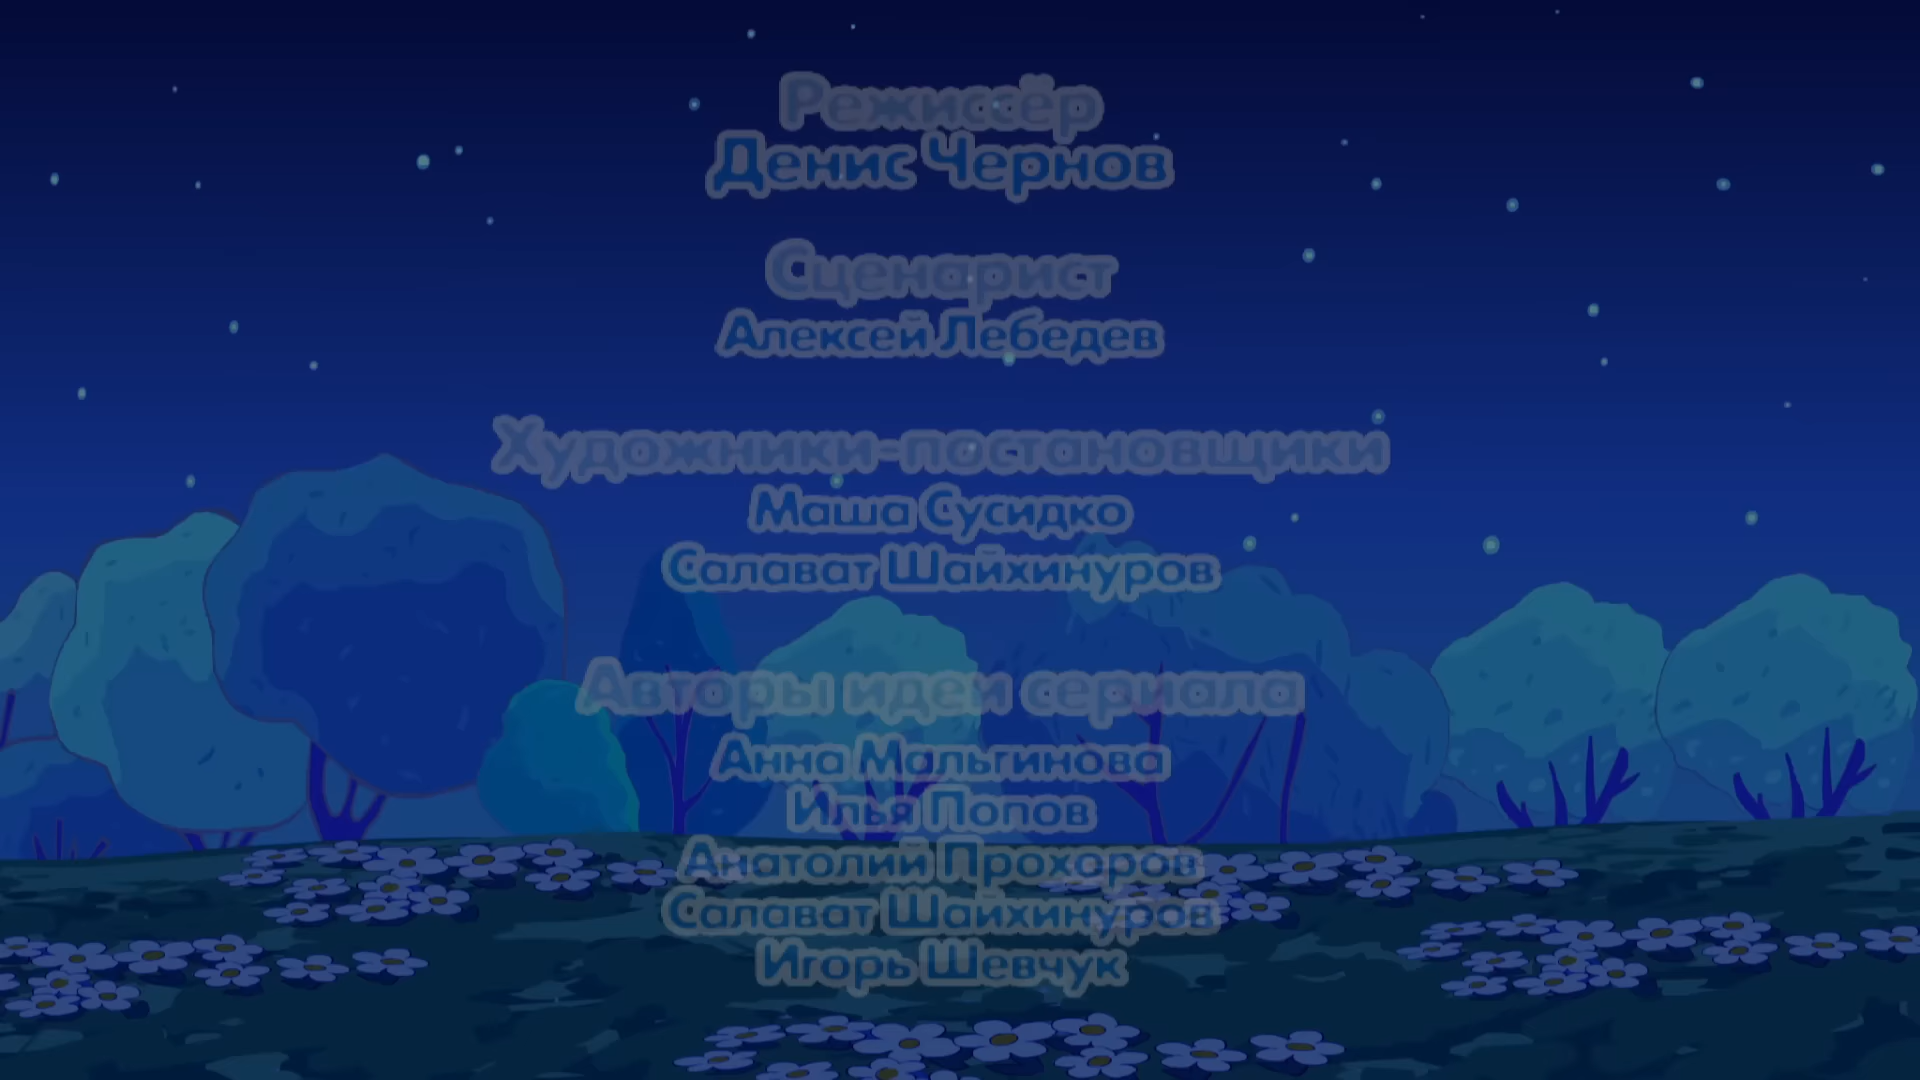 Режиссёр
Денис Чернов
Сценарист
Алексей Лебедев
Художники-постановщики
Маша Сусидко
Салават Шайхинуров
Авторы идеи сериала
Анна Мальгинова
Илья Попов
Анатолий Прохоров
Салават Шайхинуров
Игорь Шевчук